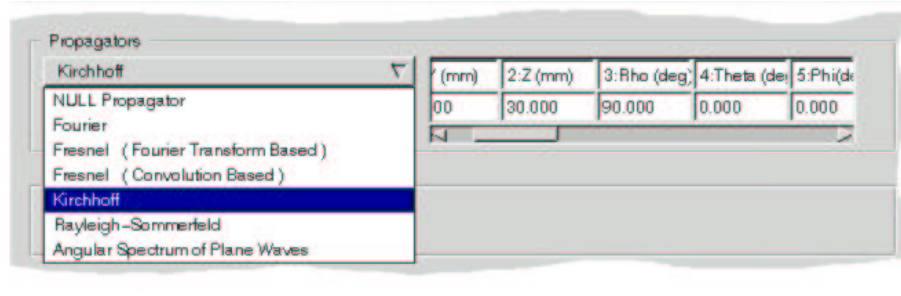 Propagators
Kirchhoff
(mm) 2:Z (mm) 3:Rho (deg) 4:Theta (de 5:Phi(de
00 30.000 90.000 0.000 0.000
NULL Propagator
Fourier
Fresnel ( Fourier Transform Based )
Fresnel ( Convolution Based )
Kirchhoff
Rayleigh-Sommerfeld
Angular Spectrum of Plane Waves